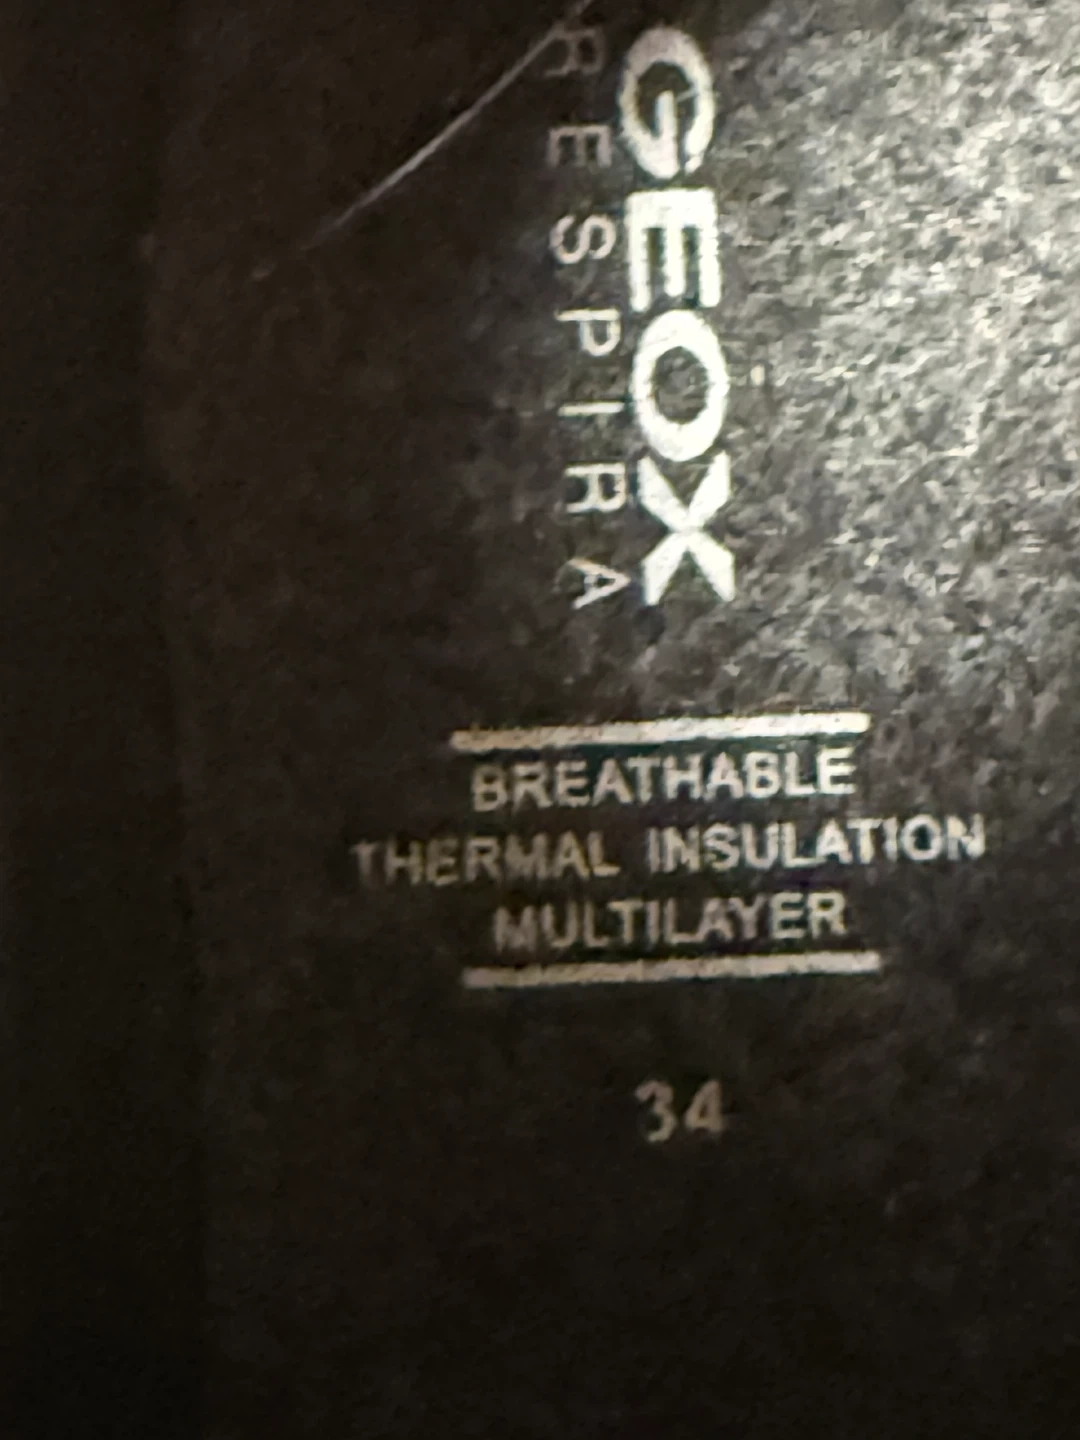 GEOX
RESPIRA
BREATHABLE
THERMAL INSULATION
MULTILAYER
34